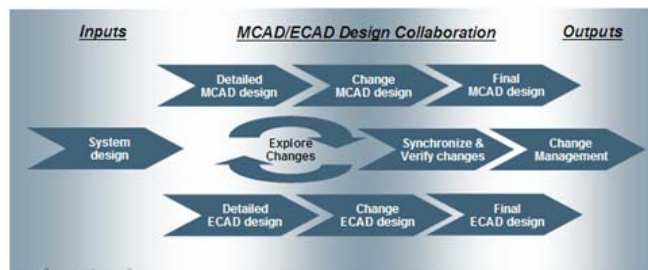 Inputs
MCAD/ECAD Design Collaboration
Outputs
Detailed
MCAD design
Change
MCAD design
Final
MCAD design
System
design
Explore
Changes
Synchronize &
Verify changes
Change
Management
Detailed
ECAD design
Change
ECAD design
Final
ECAD design